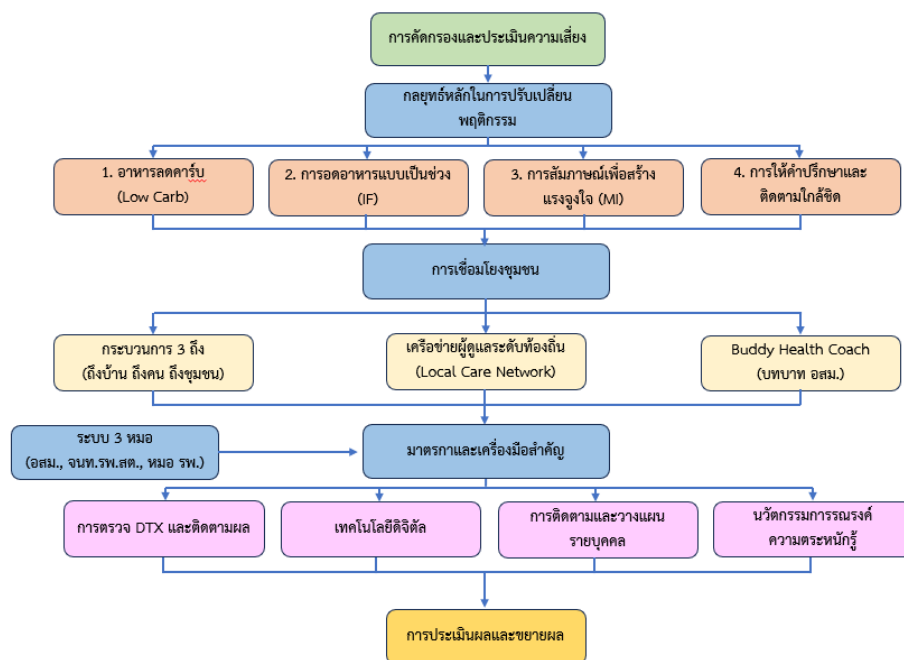 การคัดกรองและประเมินความเสี่ยง
กลยุทธ์หลักในการปรับเปลี่ยน
พฤติกรรม
1. อาหารลดคาร์บ
(Low Carb)
2. การอดอาหารแบบเป็นช่วง
(IF)
3. การสัมภาษณ์เพื่อสร้าง
แรงจูงใจ (MI)
4. การให้คำปรึกษาและ
ติดตามใกล้ชิด
การเชื่อมโยงชุมชน
กระบวนการ 3 ถึง
(ถึงบ้าน ถึงคน ถึงชุมชน)
เครือข่ายผู้ดูแลระดับท้องถิ่น
(Local Care Network)
Buddy Health Coach
(บทบาท อสม.)
ระบบ 3 หมอ
(อสม., จนท.รพ.สต., หมอ รพ.)
มาตรกาและเครื่องมือสำคัญ
การตรวจ DTX และติดตามผล
เทคโนโลยีดิจิตัล
การติดตามและวางแผน
รายบุคคล
นวัตกรรมการรณรงค์
ความตระหนักรู้
การประเมินผลและขยายผล